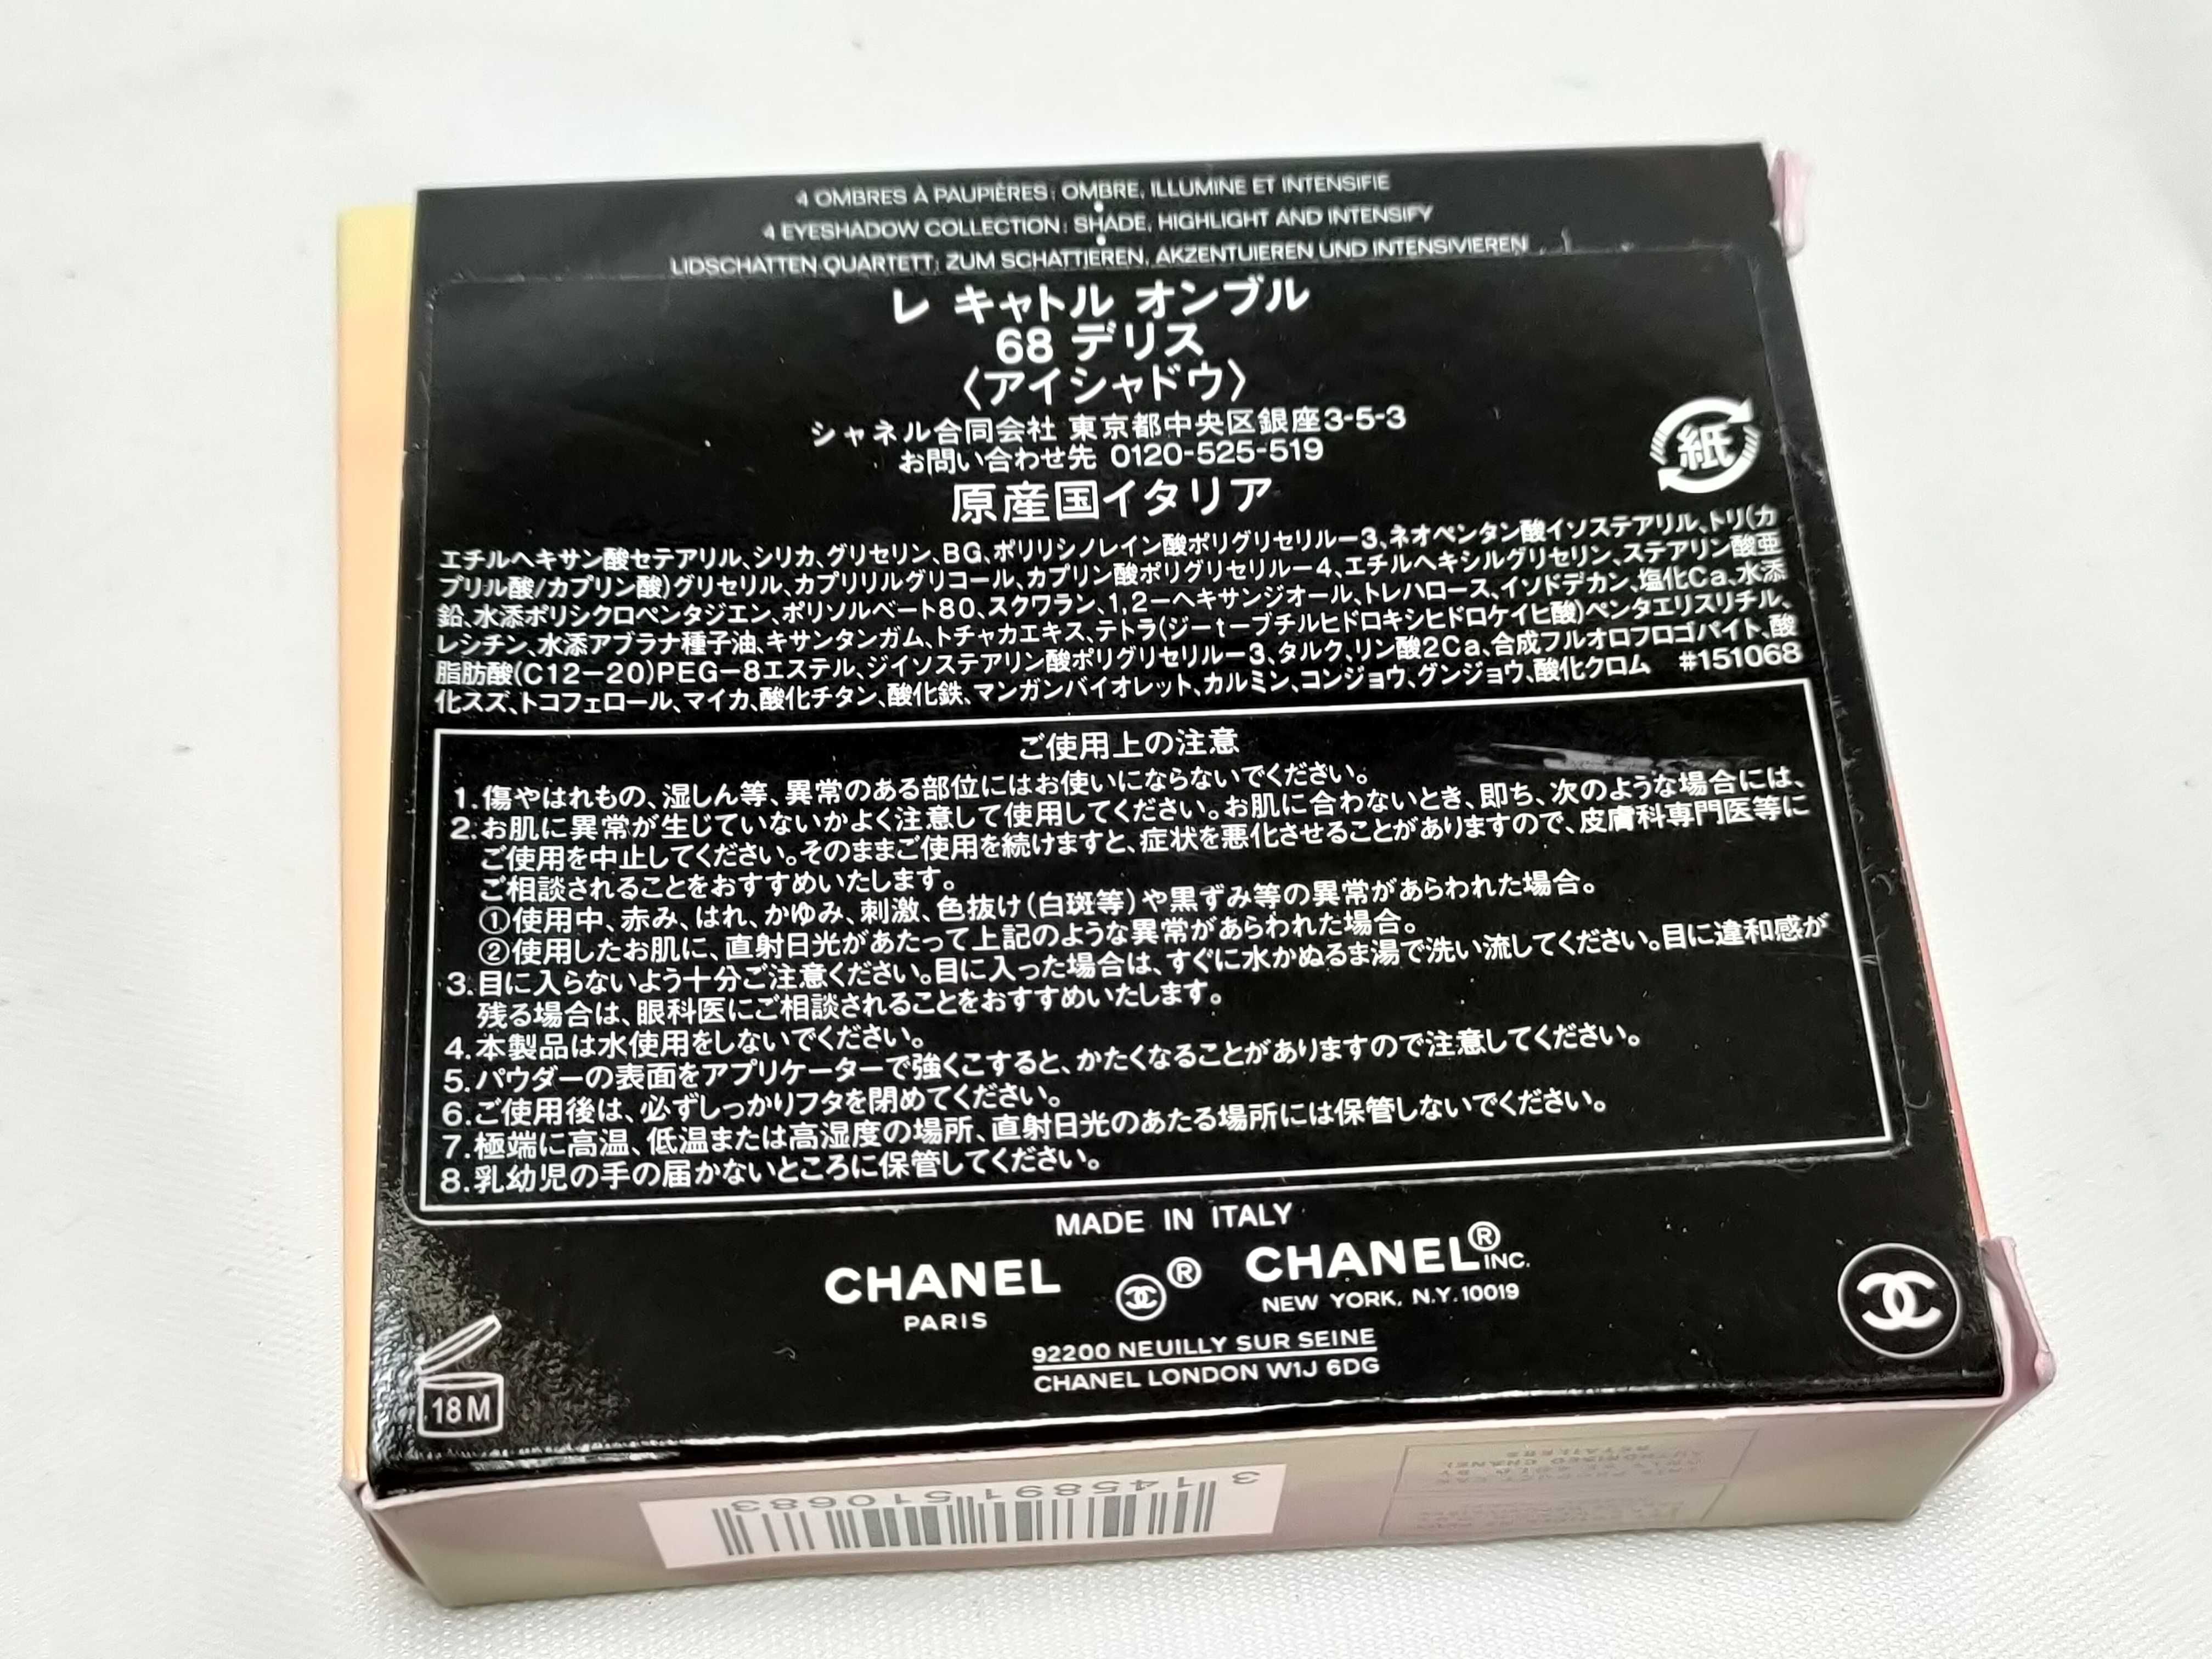 4 OMBRES À PAUPIÈRES: OMBRE, ILLUMINE ET INTENSIFIE
4 EYESHADOW COLLECTION: SHADE, HIGHLIGHT AND INTENSIFY
LIDSCHATTEN QUARTETT: ZUM SCHATTIEREN, AKZENTUIEREN UND INTENSIVIEREN
レ キャトル オンブル
68 デリス
〈アイシャドウ〉
シャネル合同会社 東京都中央区銀座3-5-3
お問い合わせ先 0120-525-519
紙
原産国イタリア
エチルヘキサン酸セテアリル、シリカ、グリセリン、BG、ポリリシノレイン酸ポリグリセリルー3、ネオペンタン酸イソステアリル、トリ(カ
プリル酸/カプリン酸)グリセリル、カプリリルグリコール、カプリン酸ポリグリセリルー4、エチルヘキシルグリセリン、ステアリン酸亜
鉛、水添ポリシクロペンタジエン、ポリソルベート80、スクワラン、1,2ーヘキサンジオール、トレハロース、イソドデカン、塩化Ca、水添
レシチン、水添アブラナ種子油、キサンタンガム、トチャカエキス、テトラ(ジーtーブチルヒドロキシヒドロケイヒ酸)ペンタエリスリチル、
脂肪酸(C12ー20)PEGー8エステル、ジイソステアリン酸ポリグリセリルー3、タルク、リン酸2Ca、合成フルオロフロゴパイト、酸
化スズ、トコフェロール、マイカ、酸化チタン、酸化鉄、マンガンバイオレット、カルミン、コンジョウ、グンジョウ、酸化クロム #151068
ご使用上の注意
1.傷やはれもの、湿しん等、異常のある部位にはお使いにならないでください。
2.お肌に異常が生じていないかよく注意して使用してください。お肌に合わないとき、即ち、次のような場合には、
ご使用を中止してください。そのままご使用を続けますと、症状を悪化させることがありますので、皮膚科専門医等に
ご相談されることをおすすめいたします。
①使用中、赤み、はれ、かゆみ、刺激、色抜け(白斑等)や黒ずみ等の異常があらわれた場合。
②使用したお肌に、直射日光があたって上記のような異常があらわれた場合。
3.目に入らないよう十分ご注意ください。目に入った場合は、すぐに水かぬるま湯で洗い流してください。目に違和感が
残る場合は、眼科医にご相談されることをおすすめいたします。
4.本製品は水使用をしないでください。
5.パウダーの表面をアプリケーターで強くこすると、かたくなることがありますので注意してください。
6.ご使用後は、必ずしっかりフタを閉めてください。
7.極端に高温、低温または高湿度の場所、直射日光のあたる場所には保管しないでください。
8.乳幼児の手の届かないところに保管してください。
MADE IN ITALY
CHANEL ® CHANEL® INC.
PARIS NEW YORK, N.Y. 10019
92200 NEUILLY SUR SEINE
CHANEL LONDON W1J 6DG
18M
3 145891 510683